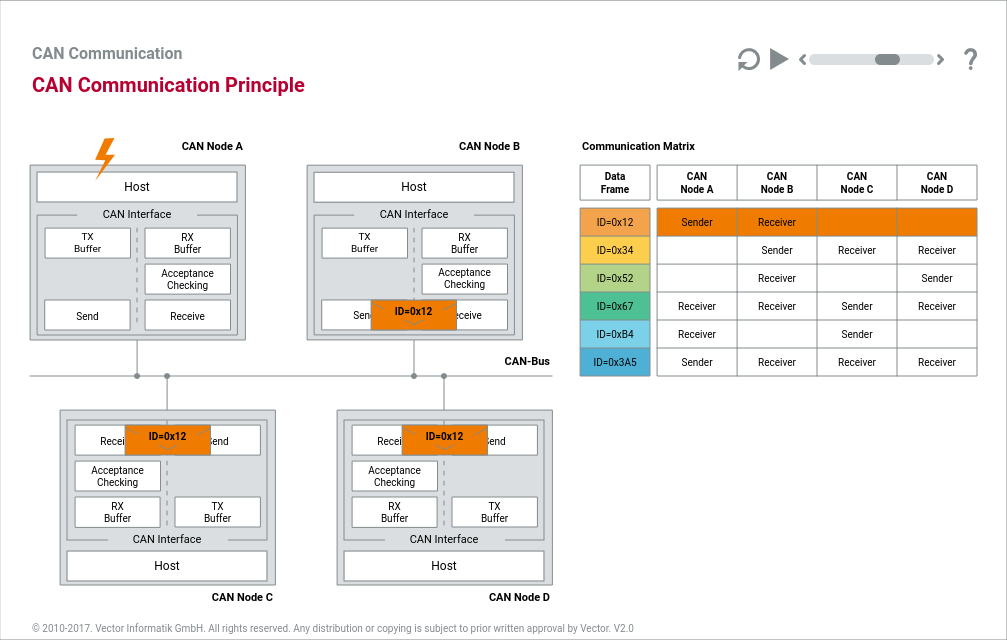 CAN Communication
CAN Communication Principle
?
CAN Node A
Host
CAN Interface
TX
Buffer
RX
Buffer
Acceptance
Checking
Send
Receive
CAN Node B
Host
CAN Interface
TX
Buffer
RX
Buffer
Acceptance
Checking
Sen
ID=0x12
eceive
CAN-Bus
Recei
ID=0x12
Send
Acceptance
Checking
RX
Buffer
TX
Buffer
CAN Interface
Host
CAN Node C
Recei
ID=0x12
Send
Acceptance
Checking
RX
Buffer
TX
Buffer
CAN Interface
Host
CAN Node D
Communication Matrix
Data
Frame
CAN
Node A
CAN
Node B
CAN
Node C
CAN
Node D
ID=0x12 Sender Receiver
ID=0x34 Sender Receiver Receiver
ID=0x52 Receiver Sender
ID=0x67 Receiver Receiver Sender Receiver
ID=0xB4 Receiver Sender
ID=0x3A5 Sender Receiver Receiver Receiver
© 2010-2017. Vector Informatik GmbH. All rights reserved. Any distribution or copying is subject to prior written approval by Vector. V2.0